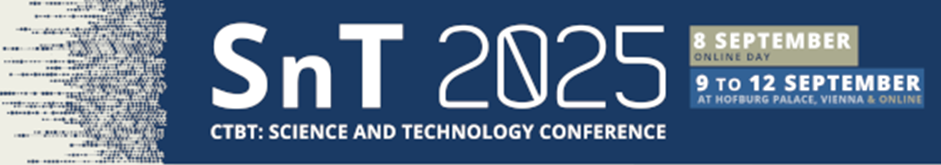 SnT 2025
CTBT: SCIENCE AND TECHNOLOGY CONFERENCE
8 SEPTEMBER
ONLINE DAY
9 TO 12 SEPTEMBER
AT HOFBURG PALACE, VIENNA & ONLINE